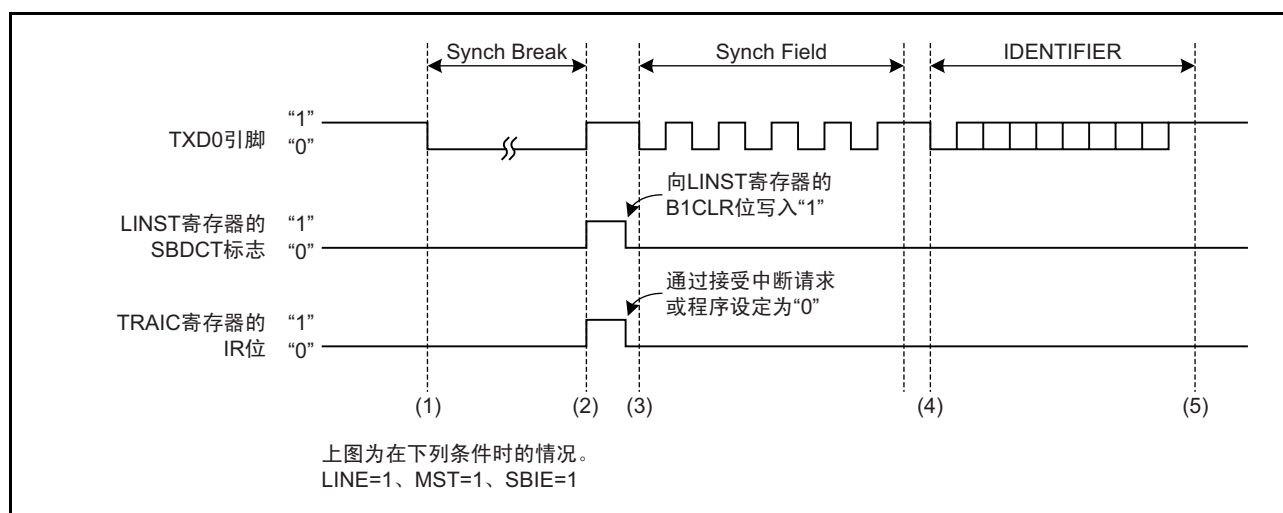 Synch Break
Synch Field
IDENTIFIER
TXD0引脚
“1”
“0”
向LINST寄存器的
B1CLR位写入“1”
LINST寄存器的
SBDCT标志
“1”
“0”
通过接受中断请求
或程序设定为“0”
TRAIC寄存器的
IR位
“1”
“0”
(1)
(2)
(3)
(4)
(5)
上图为在下列条件时的情况。
LINE=1、MST=1、SBIE=1